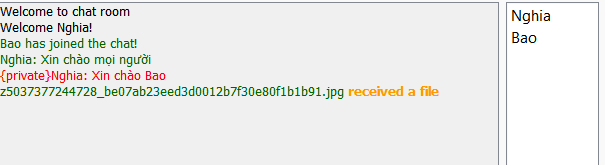 Welcome to chat room
Welcome Nghia!
Bao has joined the chat!
Nghia: Xin chào mọi người
{private}Nghia: Xin chào Bao
z5037377244728_be07ab23eed3d0012b7f30e80f1b1b91.jpg received a file
Nghia
Bao